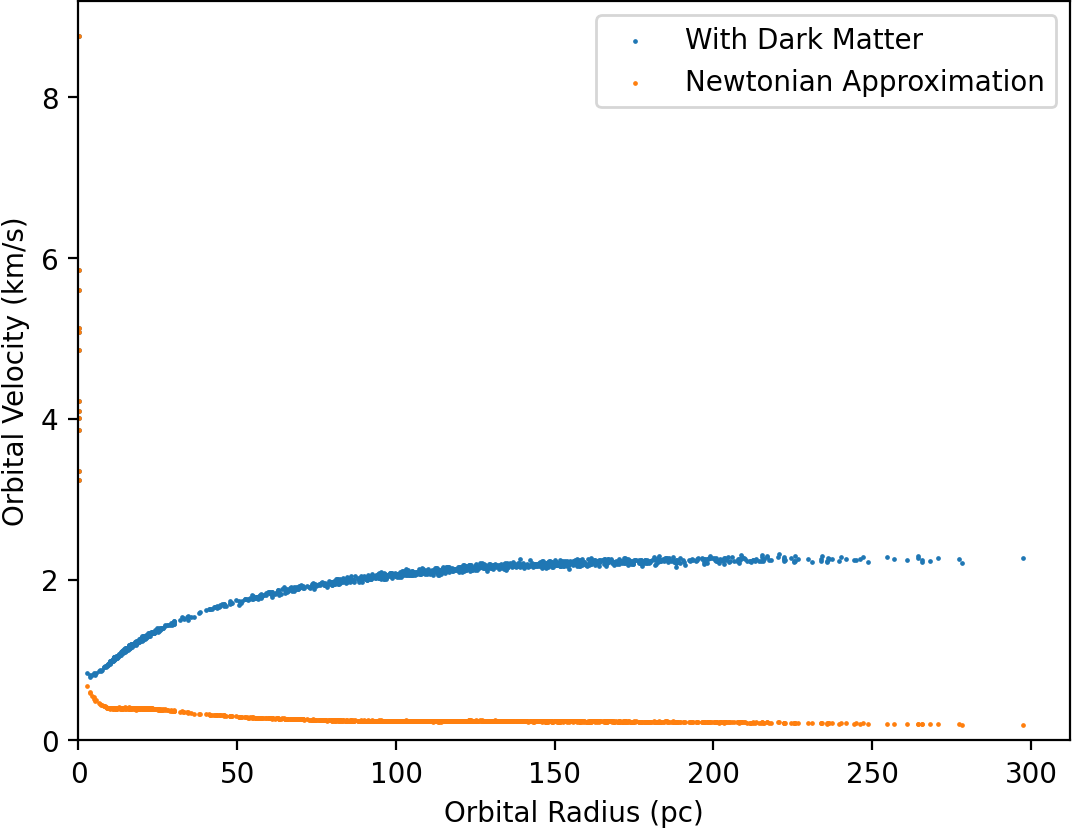 With Dark Matter
Newtonian Approximation
8
6
4
2
0
Orbital Velocity (km/s)
0 50 100 150 200 250 300
Orbital Radius (pc)